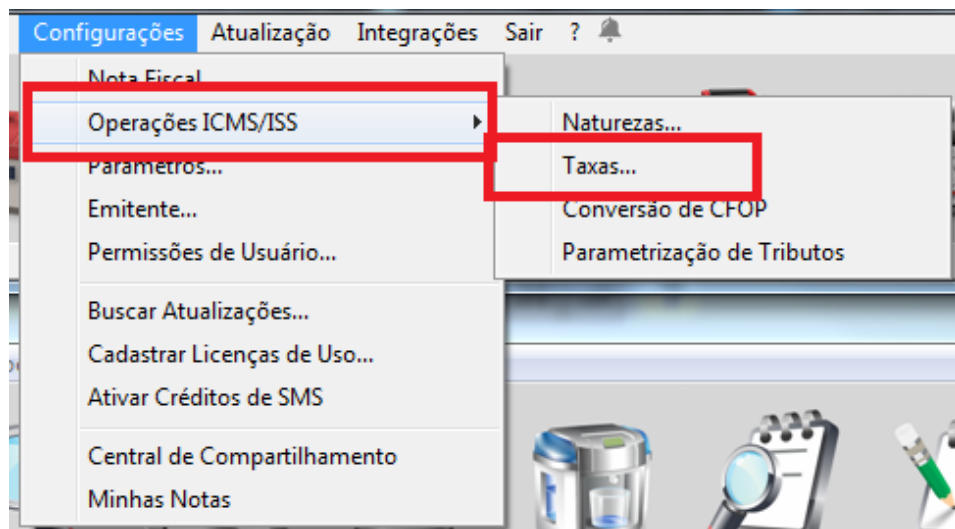 Configurações Atualização Integrações Sair ?
Nota Fiscal
Operações ICMS/ISS
Parâmetros...
Emitente...
Permissões de Usuário...
Buscar Atualizações...
Cadastrar Licenças de Uso...
Ativar Créditos de SMS
Central de Compartilhamento
Minhas Notas
Naturezas...
Taxas...
Conversão de CFOP
Parametrização de Tributos